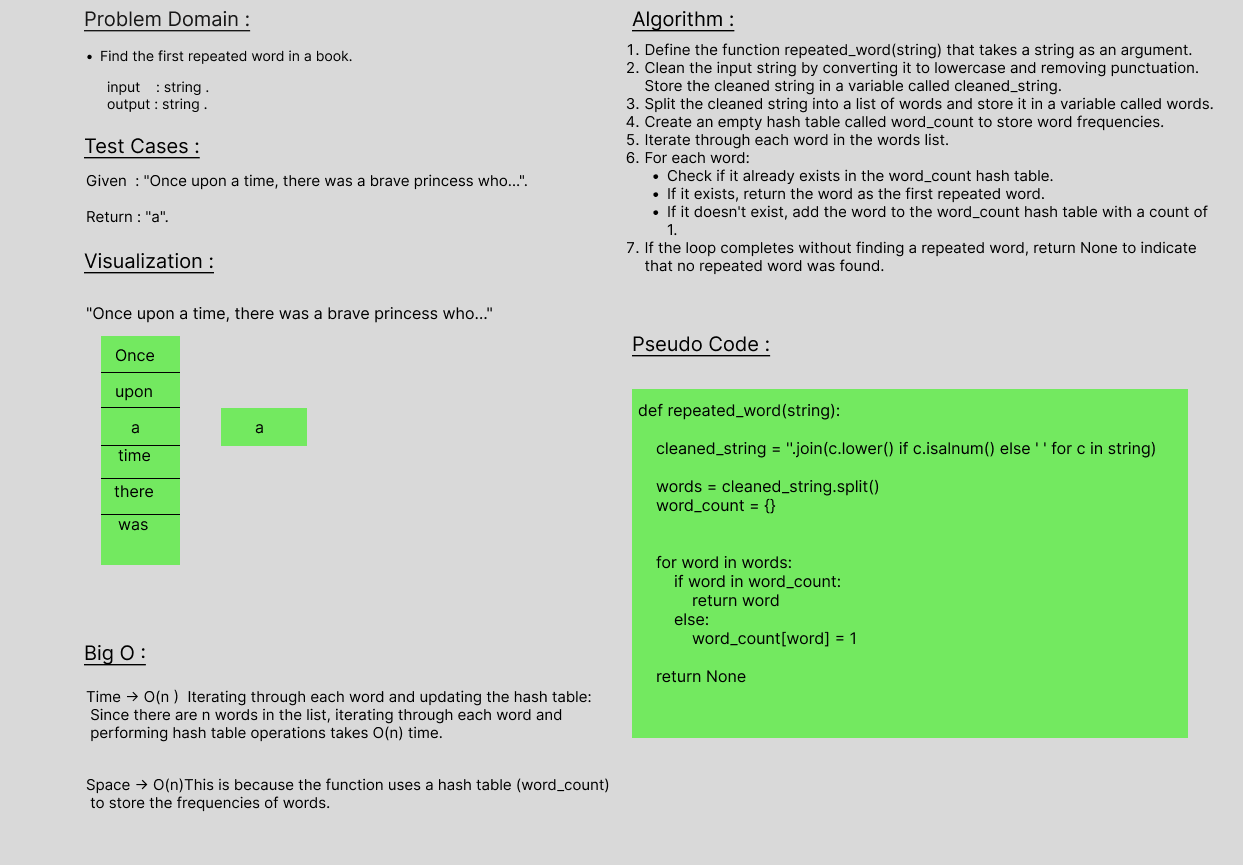 Problem Domain :
• Find the first repeated word in a book.
input    : string .
output : string .
Test Cases :
Given  : "Once upon a time, there was a brave princess who...".
Return : "a".
Visualization :
"Once upon a time, there was a brave princess who..."
Once
upon
a
a
time
there
was
Big O :
Time -> O(n )  Iterating through each word and updating the hash table:
Since there are n words in the list, iterating through each word and
performing hash table operations takes O(n) time.
Space -> O(n)This is because the function uses a hash table (word_count)
to store the frequencies of words.
Algorithm :
1. Define the function repeated_word(string) that takes a string as an argument.
2. Clean the input string by converting it to lowercase and removing punctuation.
Store the cleaned string in a variable called cleaned_string.
3. Split the cleaned string into a list of words and store it in a variable called words.
4. Create an empty hash table called word_count to store word frequencies.
5. Iterate through each word in the words list.
6. For each word:
• Check if it already exists in the word_count hash table.
• If it exists, return the word as the first repeated word.
• If it doesn't exist, add the word to the word_count hash table with a count of
1.
7. If the loop completes without finding a repeated word, return None to indicate
that no repeated word was found.
Pseudo Code :
def repeated_word(string):
    cleaned_string = ''.join(c.lower() if c.isalnum() else ' ' for c in string)
    words = cleaned_string.split()
    word_count = {}
    for word in words:
        if word in word_count:
            return word
        else:
            word_count[word] = 1
    return None